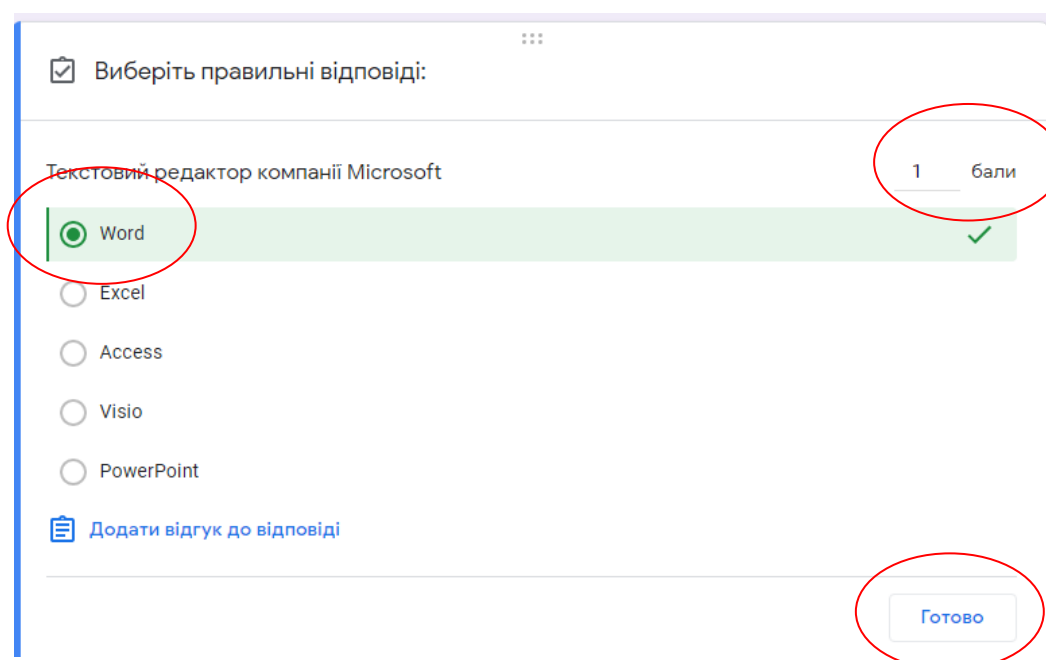 Виберіть правильні відповіді:
Текстовий редактор компанії Microsoft 1 бали
Word
Excel
Access
Visio
PowerPoint
Додати відгук до відповіді
Готово